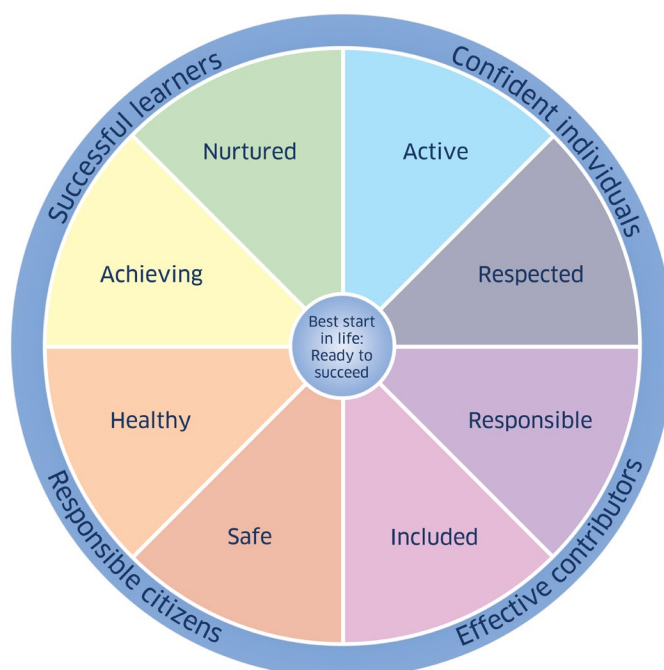 Successful learners
Confident individuals
Nurtured
Active
Achieving
Respected
Best start
in life:
Ready to
succeed
Healthy
Responsible
Safe
Included
Responsible citizens
Effective contributors